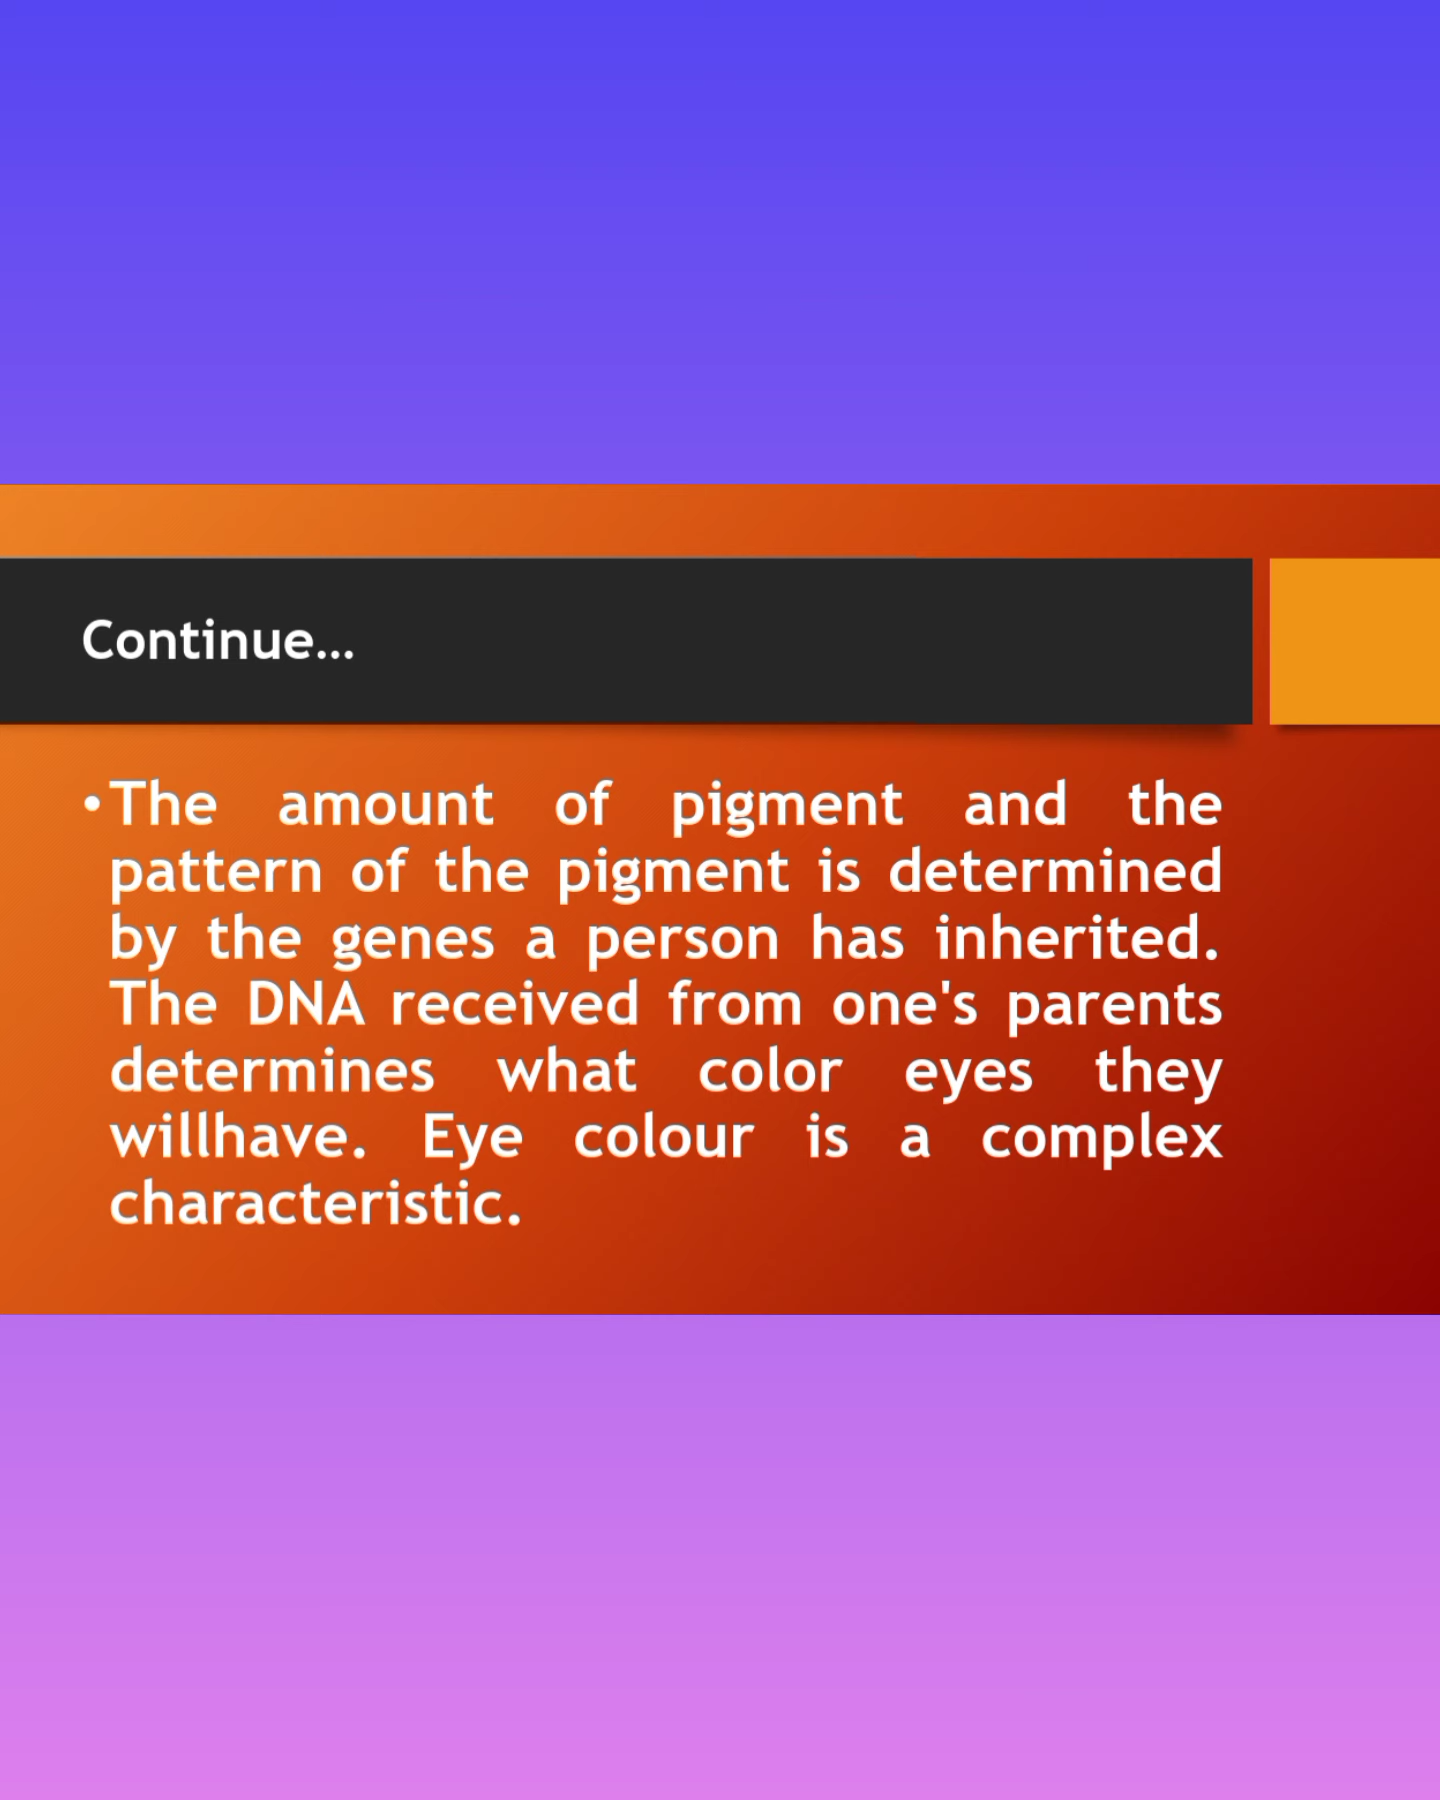 Continue...
•The amount of pigment and the
pattern of the pigment is determined
by the genes a person has inherited.
The DNA received from one's parents
determines what color eyes they
willhave. Eye colour is a complex
characteristic.